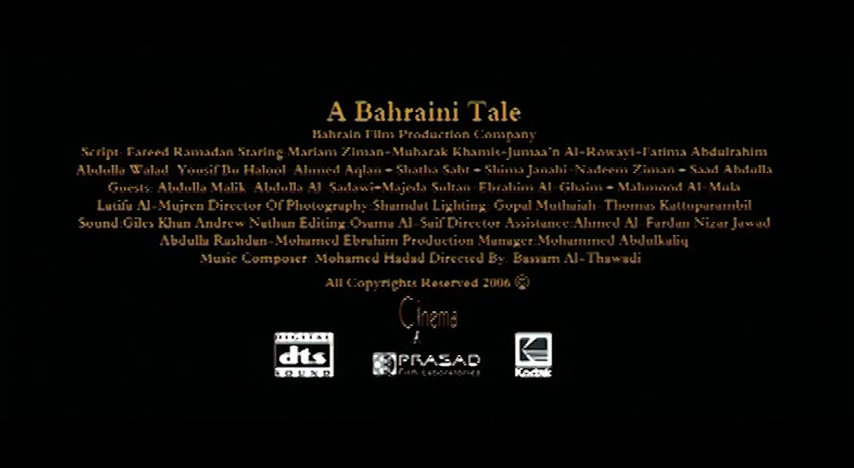 A Bahraini Tale
Bahrain Film Production Company
Script: Fareed Ramadan Staring:Mariam Ziman-Mubarak Khamis-Jumaa'n Al-Rowayi-Fatima Abdulrahim
Abdulla Walad Yousif Bu Halool-Ahmed Aqlan • Shatha Sabt • Shima Janahi-Nadeem Ziman • Saad Abdulla
Guests: Abdulla Malik-Abdulla Al-Sadawi•Majeda Sultan-Ebrahim Al-Ghaim • Mahmood Al-Mula
Latifa Al-Mujren Director Of Photography:Shamdat Lighting: Gopal Muthaiah-Thomas Kattuparambil
Sound:Giles Khan Andrew Nathan Editing:Osama Al-Saif Director Assistance:Ahmed Al-Fardan Nizar Jawad
Abdulla Rashdan-Mohamed Ebrahim Production Manager:Mohammed Abdulkaliq
Music Composer: Mohamed Hadad Directed By: Bassam Al-Thawadi
All Copyrights Reserved 2006 ©
Cinema
DIGITAL dts SOUND
PRASAD
Film Laboratories
Kodak